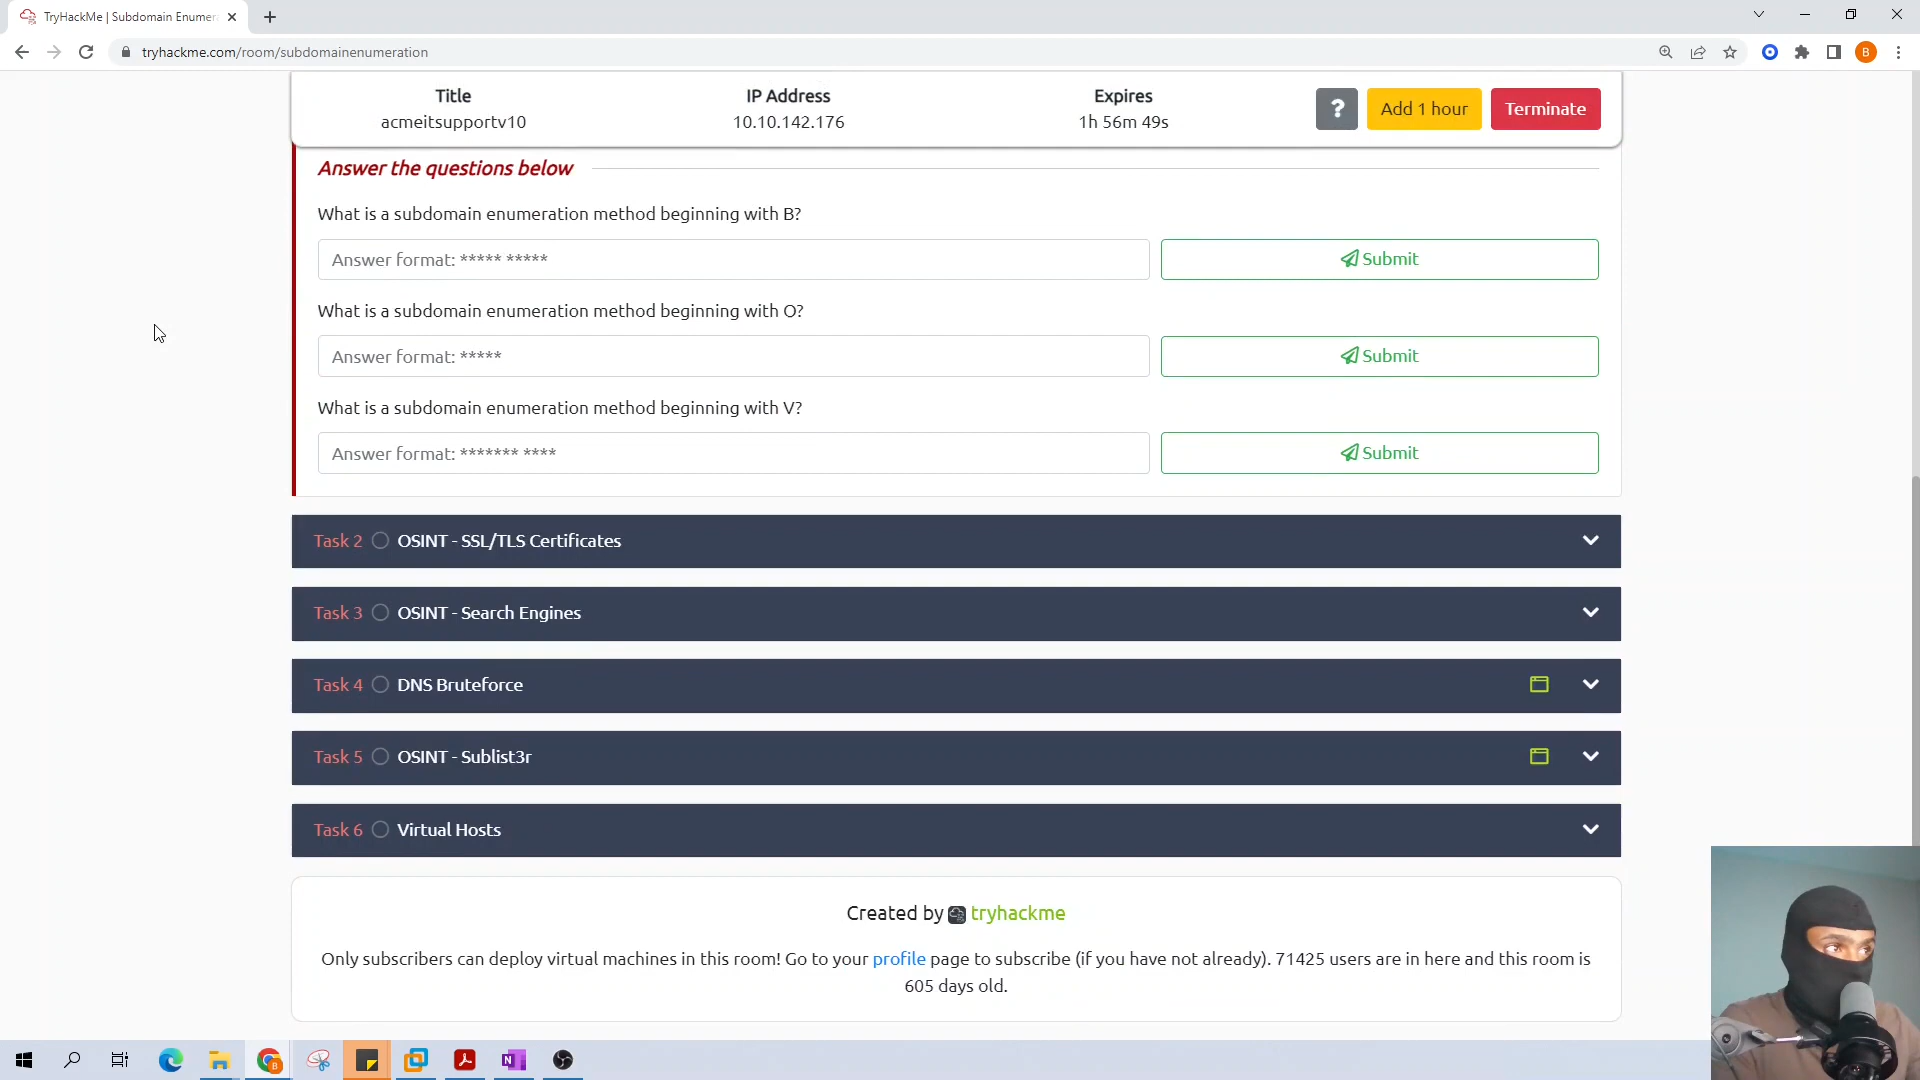 TryHackMe | Subdomain Enumera
tryhackme.com/room/subdomainenumeration
B
Title
IP Address
Expires
acmeitsupportv10
10.10.142.176
1h 56m 49s
?
Add 1 hour
Terminate
Answer the questions below
What is a subdomain enumeration method beginning with B?
Answer format: ***** *****
Submit
What is a subdomain enumeration method beginning with O?
Answer format: *****
Submit
What is a subdomain enumeration method beginning with V?
Answer format: ******* ****
Submit
Task 2 OSINT - SSL/TLS Certificates
Task 3 OSINT - Search Engines
Task 4 DNS Bruteforce
Task 5 OSINT - Sublist3r
Task 6 Virtual Hosts
Created by tryhackme
Only subscribers can deploy virtual machines in this room! Go to your profile page to subscribe (if you have not already). 71425 users are in here and this room is
605 days old.